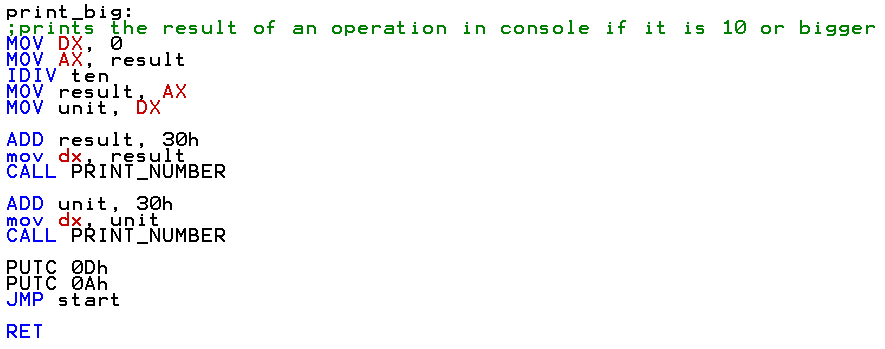 print_big:
;prints the result of an operation in console if it is 10 or bigger
MOV DX, 0
MOV AX, result
IDIV ten
MOV result, AX
MOV unit, DX
ADD result, 30h
mov dx, result
CALL PRINT_NUMBER
ADD unit, 30h
mov dx, unit
CALL PRINT_NUMBER
PUTC 0Dh
PUTC 0Ah
JMP start
RET